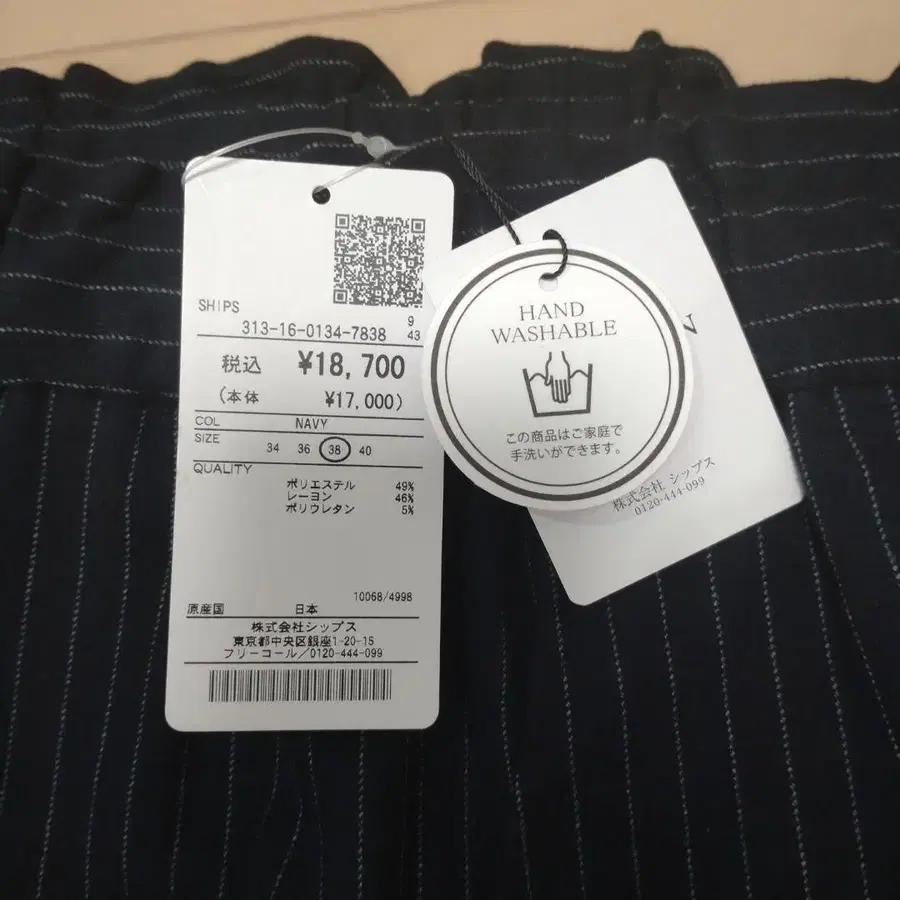 SHIPS
313-16-0134-7838
9
43
税込 ¥18,700
(本体 ¥17,000)
COL NAVY
SIZE 34 36 38 40
QUALITY
ポリエステル 49%
レーヨン 46%
ポリウレタン 5%
10068/4998
原産国 日本
株式会社シップス
東京都中央区銀座1-20-15
フリーコール/0120-444-099
HAND
WASHABLE
この商品はご家庭で
手洗いができます。
N
株式会社 シップス
0120-444-099